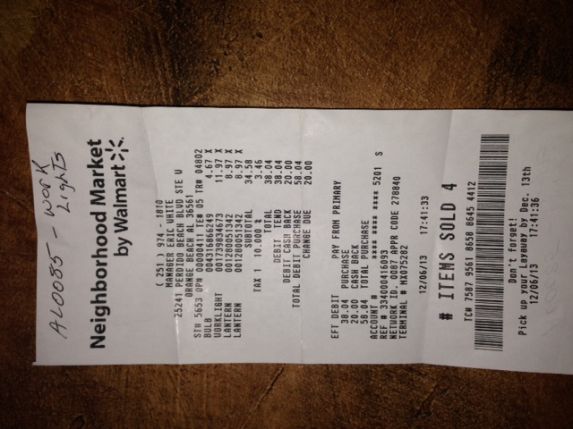 AL0085 - work
Lights
Neighborhood Market
by Walmart
( 251 ) 974 - 1010
MANAGER ERIC WHITE
25241 PERDIDO BEACH BLVD STE U
ORANGE BEACH AL 36561
ST# 5653 OP# 00000411 TE# 05 TR# 04802
BULB 4.67 X
WORKLIGHT 001739834673 11.97 X
LANTERN 001280051342 8.97 X
LANTERN 001280051342 8.97 X
SUBTOTAL 34.58
TAX 1 10.000 % 3.46
TOTAL 38.04
DEBIT TEND 38.04
DEBIT CASH BACK 20.00
TOTAL DEBIT PURCHASE 58.04
CHANGE DUE 20.00
EFT DEBIT PAY FROM PRIMARY
38.04 PURCHASE
20.00 CASH BACK
58.04 TOTAL PURCHASE
ACCOUNT # **** **** **** 5201 S
REF # 334000416093
NETWORK ID. 0087 APPR CODE 278840
TERMINAL # MX075282
12/06/13 17:41:33
# ITEMS SOLD 4
TC# 7507 9561 8650 8645 4412
Don't forget!
Pick up your Layaway by Dec. 13th
12/06/13 17:41:36